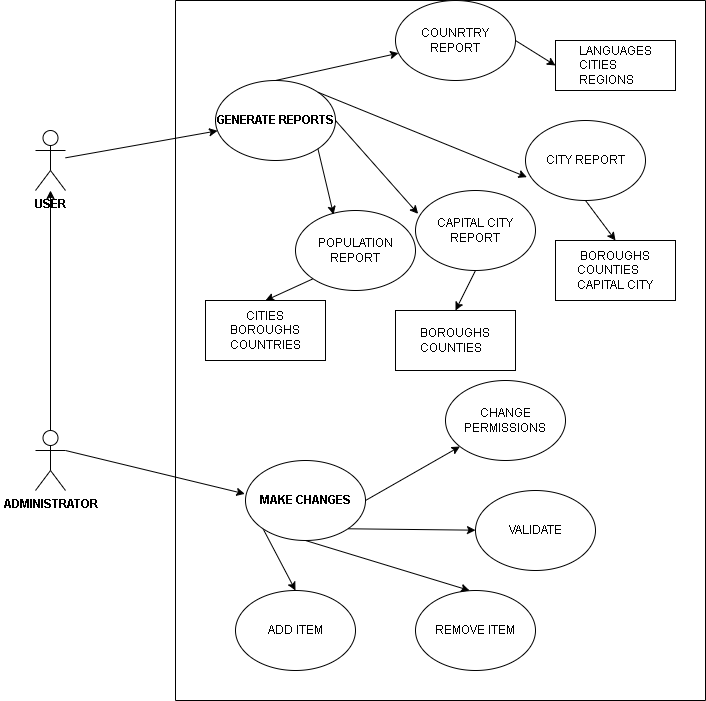 COUNRTRY
REPORT
LANGUAGES
CITIES
REGIONS
GENERATE REPORTS
CITY REPORT
USER
POPULATION
REPORT
CAPITAL CITY
REPORT
BOROUGHS
COUNTIES
CAPITAL CITY
CITIES
BOROUGHS
COUNTRIES
BOROUGHS
COUNTIES
CHANGE
PERMISSIONS
ADMINISTRATOR
MAKE CHANGES
VALIDATE
ADD ITEM
REMOVE ITEM